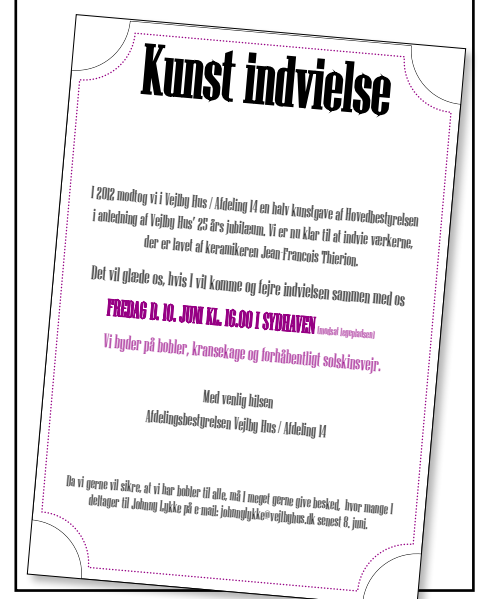 Kunst indvielse
I 2012 modtog vi i Vejlby Hus / Afdeling 14 en halv kunstgave af Hovedbestyrelsen
i anledning af Vejlby Hus' 25 års jubilæum. Vi er nu klar til at indvie værkerne,
der er lavet af keramikeren Jean Francois Thierion.
Det vil glæde os, hvis I vil komme og fejre indvielsen sammen med os
FREDAG D. 10. JUNI KL. 16.00 I SYDHAVEN
Vi byder på bobler, kransekage og forhåbentligt solskinsvejr.
Med venlig hilsen
Afdelingsbestyrelsen Vejlby Hus / Afdeling 14
Da vi gerne vil sikre, at vi har bobler til alle, må I meget gerne give besked, hvor mange I
deltager til Johnny Lykke på e mail: johnnylykke@vejlbyhus.dk senest 8. juni.